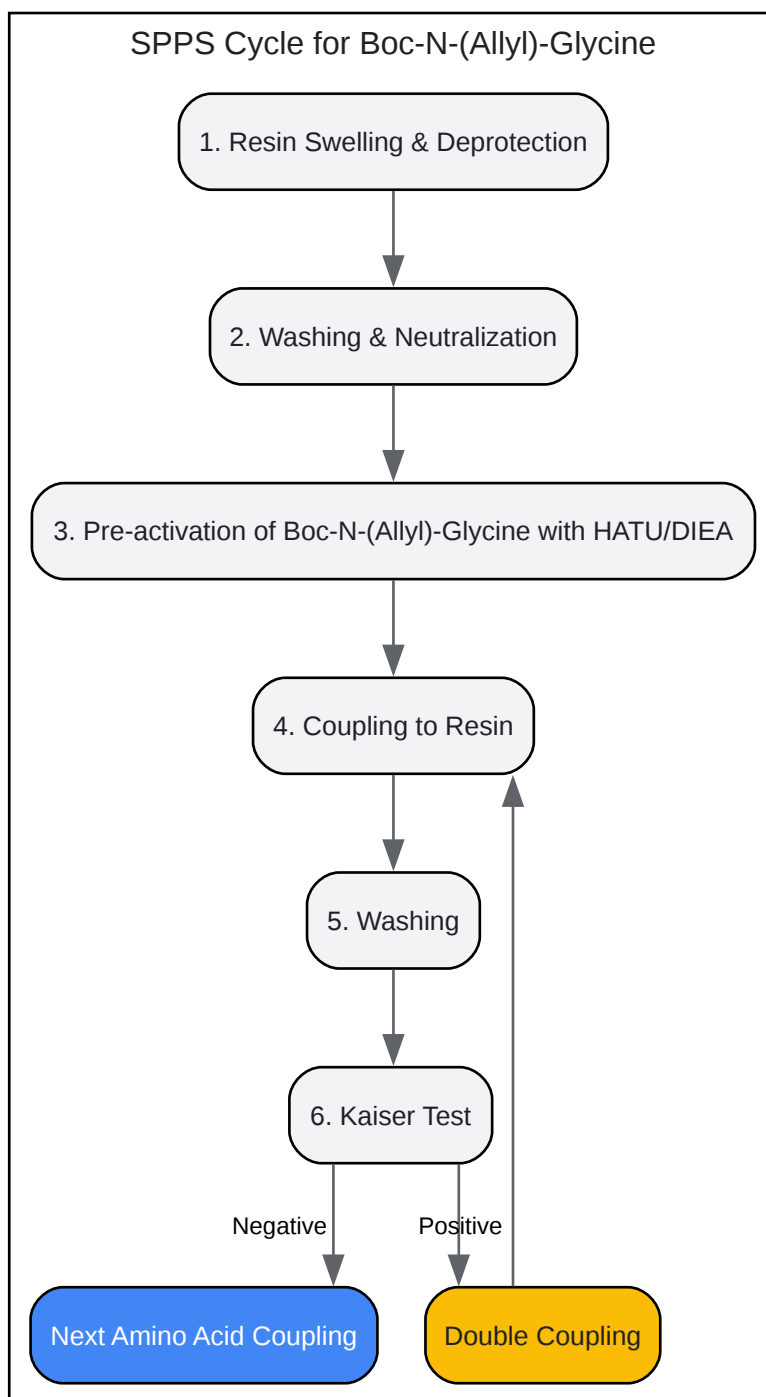 SPPS Cycle for Boc-N-(Allyl)-Glycine
1. Resin Swelling & Deprotection
2. Washing & Neutralization
3. Pre-activation of Boc-N-(Allyl)-Glycine with HATU/DIEA
4. Coupling to Resin
5. Washing
6. Kaiser Test
Negative
Positive
Next Amino Acid Coupling
Double Coupling